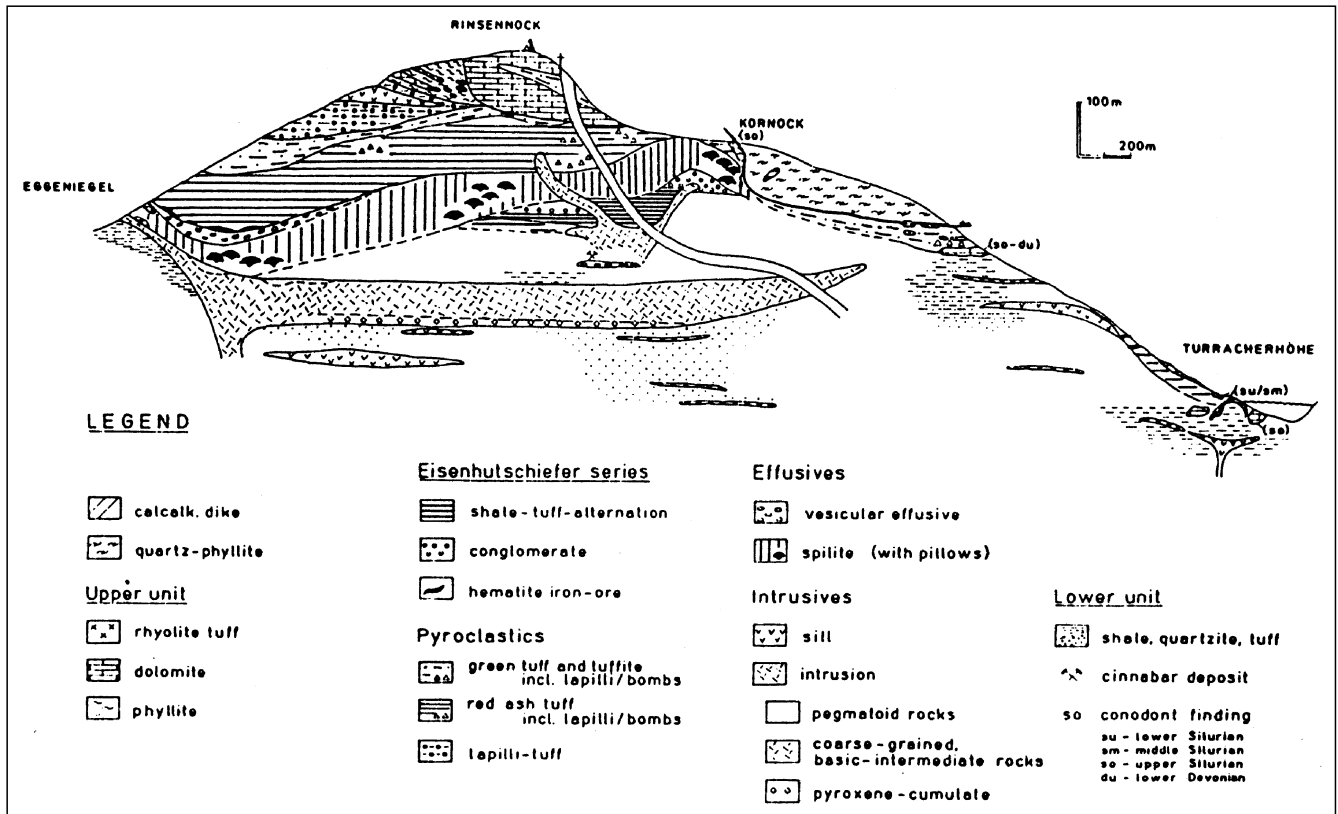 RINSENNOCK
KORNOCK
(so)
100m
200m
EGGENIEGEL
(so-du)
TURRACHERHÖHE
(su/sm)
(so)
LEGEND
calcalk. dike
quartz-phyllite
Upper unit
rhyolite tuff
dolomite
phyllite
Eisenhutschiefer series
shale-tuff-alternation
conglomerate
hematite iron-ore
Pyroclastics
green tuff and tuffite
incl. lapilli/bombs
red ash tuff
incl. lapilli/bombs
lapilli-tuff
Effusives
vesicular effusive
spilite (with pillows)
Intrusives
sill
intrusion
pegmatoid rocks
coarse-grained,
basic-intermediate rocks
pyroxene-cumulate
Lower unit
shale, quartzite, tuff
cinnabar deposit
so conodont finding
su - lower Silurian
sm - middle Silurian
so - upper Silurian
du - lower Devonian